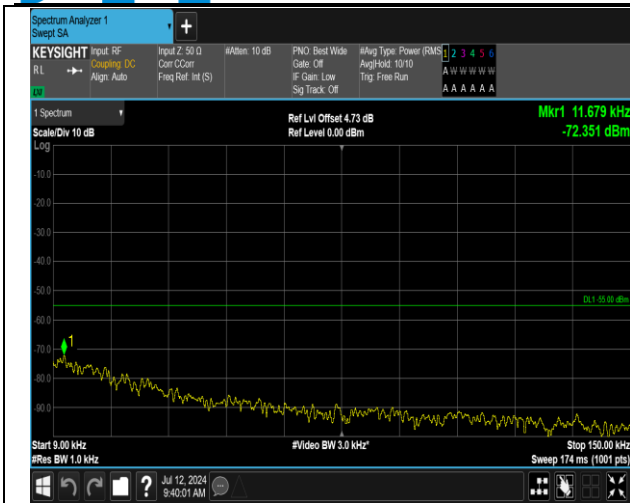 Spectrum Analyzer 1
Swept SA
+
KEYSIGHT
RL
Input: RF
Coupling: DC
Align: Auto
Input Z: 50 Ω
Corr CCorr
Freq Ref: Int (S)
#Atten: 10 dB
PNO: Best Wide
Gate: Off
IF Gain: Low
Sig Track: Off
#Avg Type: Power (RMS
Avg|Hold: 10/10
Trig: Free Run
1 2 3 4 5 6
A W W W W W
A A A A A A
1 Spectrum
Scale/Div 10 dB
Log
Ref Lvl Offset 4.73 dB
Ref Level 0.00 dBm
Mkr1 11.679 kHz
-72.351 dBm
-10.0
-20.0
-30.0
-40.0
-50.0
DL1 -55.00 dBm
-60.0
-70.0
1
-80.0
-90.0
Start 9.00 kHz
#Res BW 1.0 kHz
#Video BW 3.0 kHz*
Stop 150.00 kHz
Sweep 174 ms (1001 pts)
?
Jul 12, 2024
9:40:01 AM